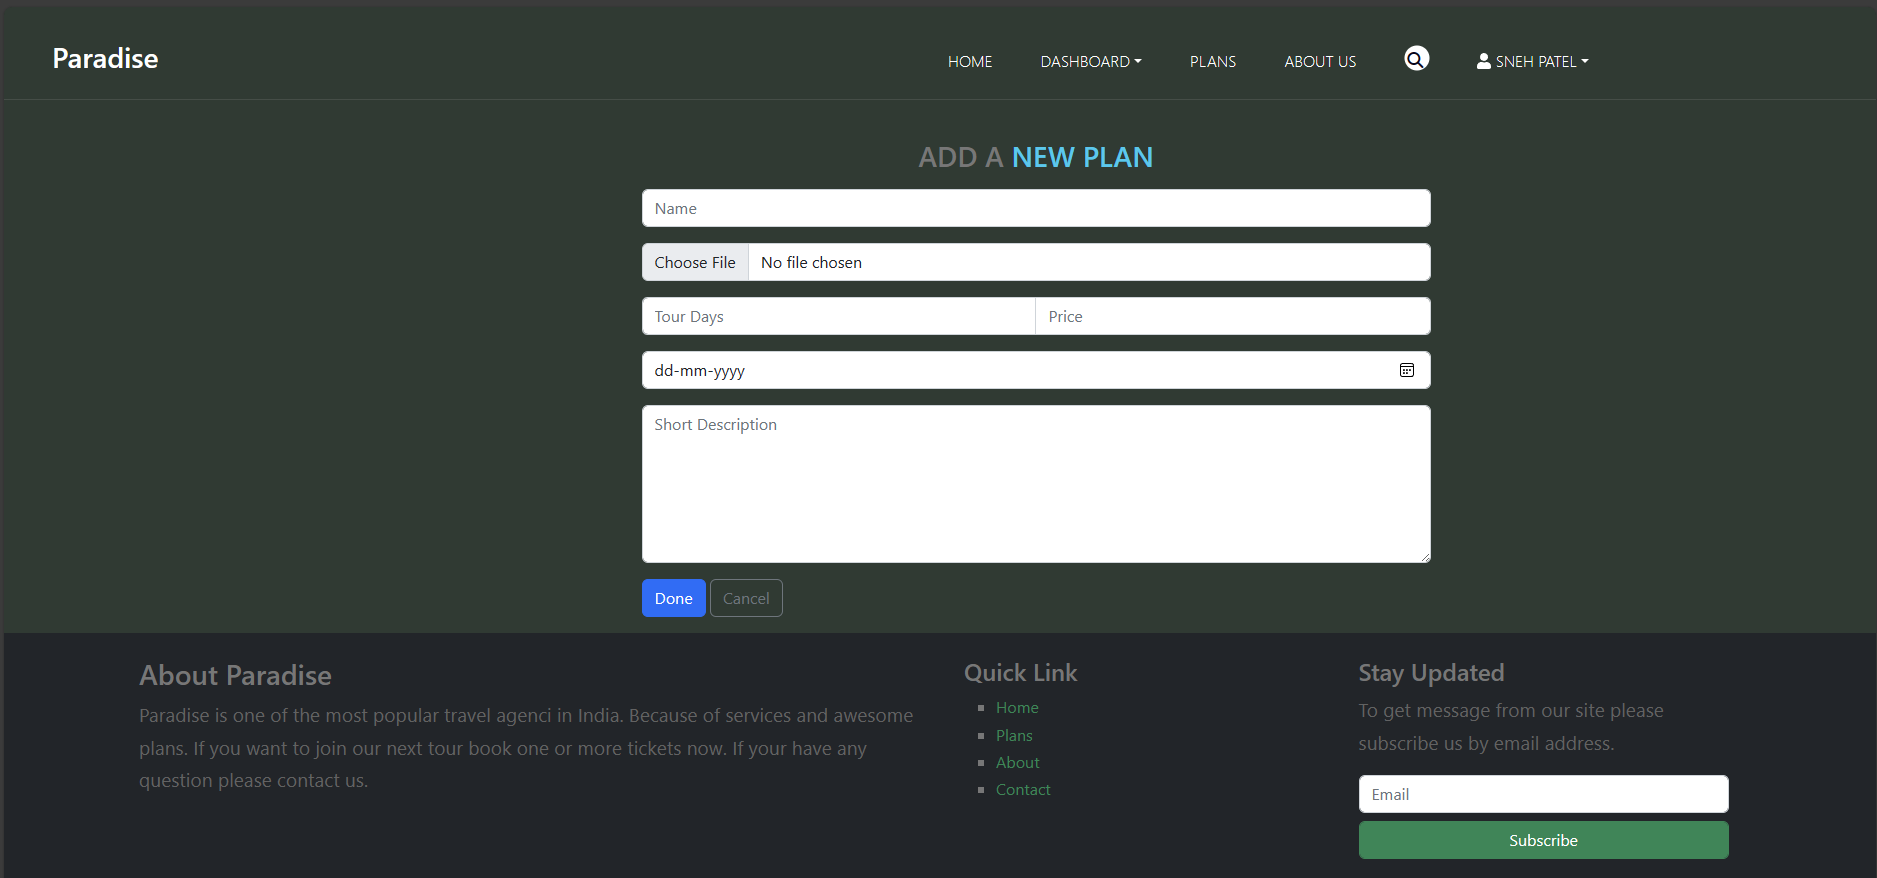 Paradise
HOME DASHBOARD PLANS ABOUT US SNEH PATEL
ADD A NEW PLAN
Name
Choose File No file chosen
Tour Days Price
dd-mm-yyyy
Short Description
Done Cancel
About Paradise
Paradise is one of the most popular travel agenci in India. Because of services and awesome
plans. If you want to join our next tour book one or more tickets now. If your have any
question please contact us.
Quick Link
Home
Plans
About
Contact
Stay Updated
To get message from our site please
subscribe us by email address.
Email
Subscribe